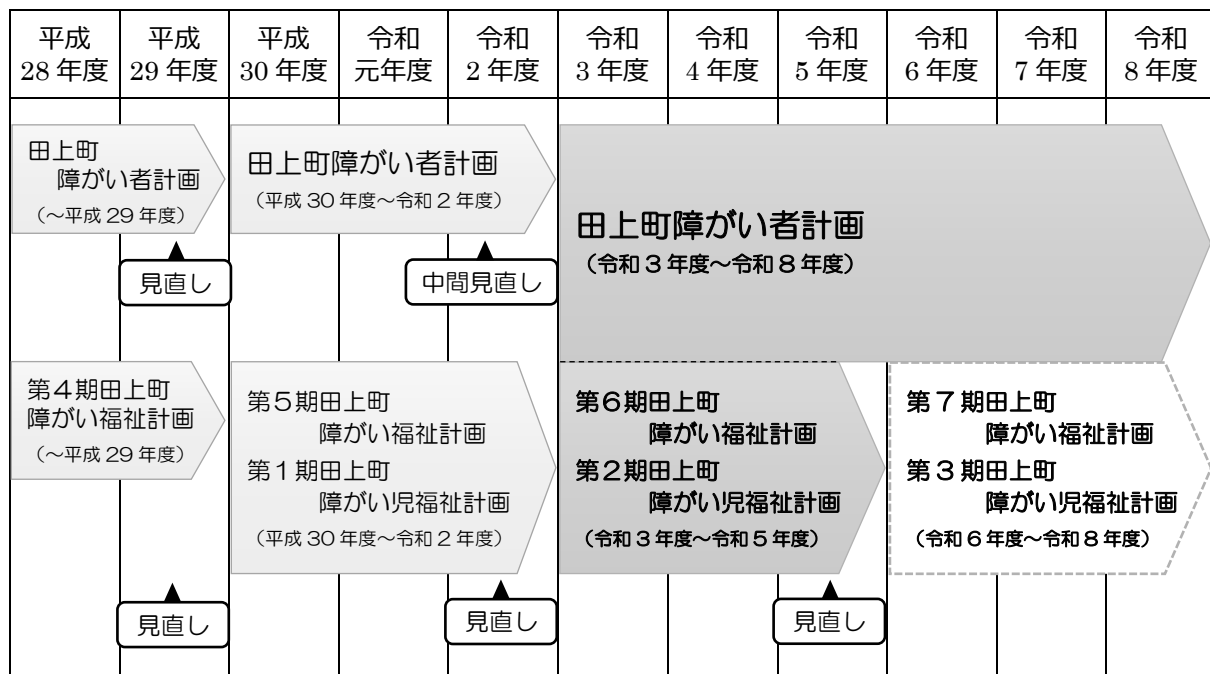 平成
28年度
平成
29年度
平成
30年度
令和
元年度
令和
2年度
令和
3年度
令和
4年度
令和
5年度
令和
6年度
令和
7年度
令和
8年度
田上町
障がい者計画
（～平成29年度）
田上町障がい者計画
（平成30年度～令和2年度）
田上町障がい者計画
（令和3年度～令和8年度）
見直し
中間見直し
第4期田上町
障がい福祉計画
（～平成29年度）
第5期田上町
障がい福祉計画
第1期田上町
障がい児福祉計画
（平成30年度～令和2年度）
第6期田上町
障がい福祉計画
第2期田上町
障がい児福祉計画
（令和3年度～令和5年度）
第7期田上町
障がい福祉計画
第3期田上町
障がい児福祉計画
（令和6年度～令和8年度）
見直し
見直し
見直し